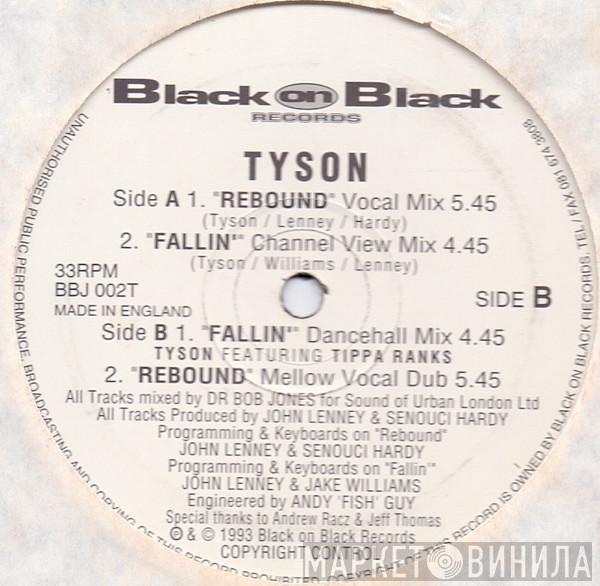 Black on Black
RECORDS
TYSON
Side A 1. "REBOUND" Vocal Mix 5.45
(Tyson / Lenney / Hardy)
2. "FALLIN'" Channel View Mix 4.45
(Tyson / Williams / Lenney)
33RPM
BBJ 002T
MADE IN ENGLAND
SIDE B
Side B 1. "FALLIN'" Dancehall Mix 4.45
TYSON FEATURING TIPPA RANKS
2. "REBOUND" Mellow Vocal Dub 5.45
All Tracks mixed by DR BOB JONES for Sound of Urban London Ltd
All Tracks Produced by JOHN LENNEY & SENOUCI HARDY
Programming & Keyboards on "Rebound"
JOHN LENNEY & SENOUCI HARDY
Programming & Keyboards on "Fallin'"
JOHN LENNEY & JAKE WILLIAMS
Engineered by ANDY 'FISH' GUY
Special thanks to Andrew Racz & Jeff Thomas
℗ & © 1993 Black on Black Records
COPYRIGHT CONTROL
UNAUTHORISED PUBLIC PERFORMANCE, BROADCASTING AND COPYING OF THIS RECORD PROHIBITED. THIS RECORD IS OWNED BY BLACK ON BLACK RECORDS. TEL / FAX 081 674 3808
МАРКЕТ ВИНИЛА